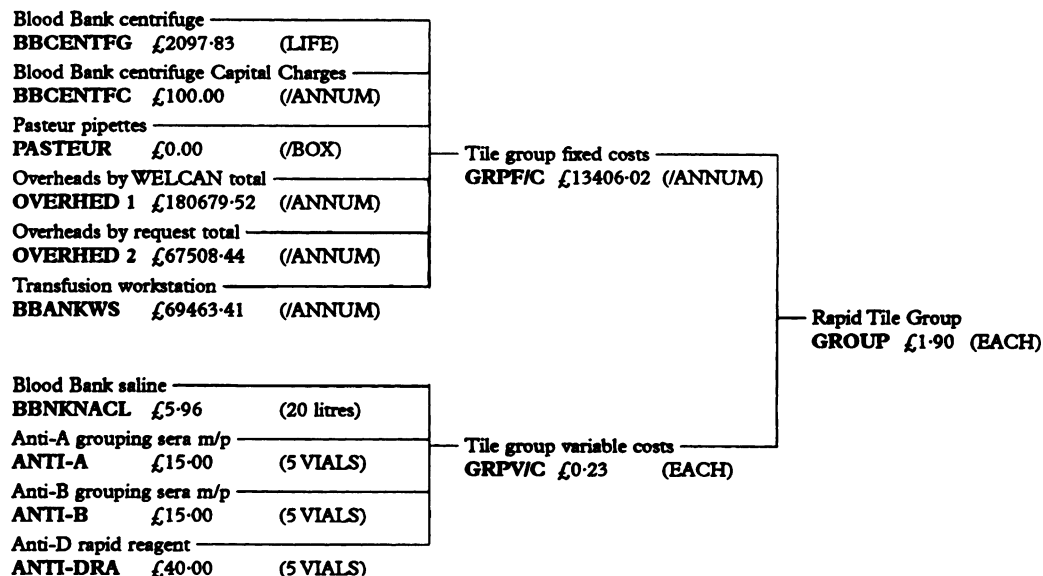 Blood Bank centrifuge
BBCENTFG £2097·83 (LIFE)
Blood Bank centrifuge Capital Charges
BBCENTFC £100.00 (/ANNUM)
Pasteur pipettes
PASTEUR £0.00 (/BOX)
Overheads by WELCAN total
OVERHED 1 £180679·52 (/ANNUM)
Overheads by request total
OVERHED 2 £67508·44 (/ANNUM)
Transfusion workstation
BBANKWS £69463·41 (/ANNUM)
Tile group fixed costs
GRPF/C £13406·02 (/ANNUM)
Rapid Tile Group
GROUP £1·90 (EACH)
Blood Bank saline
BBNKNACL £5·96 (20 litres)
Anti-A grouping sera m/p
ANTI-A £15·00 (5 VIALS)
Anti-B grouping sera m/p
ANTI-B £15·00 (5 VIALS)
Anti-D rapid reagent
ANTI-DRA £40·00 (5 VIALS)
Tile group variable costs
GRPV/C £0·23 (EACH)